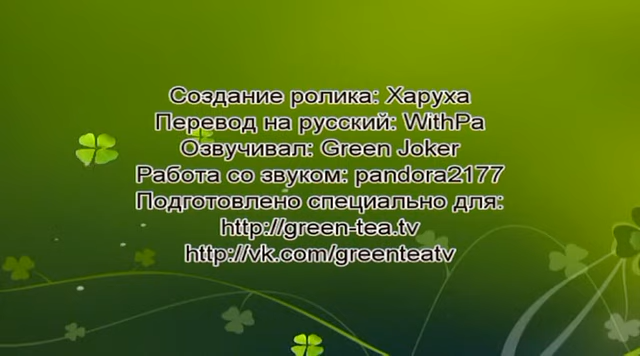 Создание ролика: Харуха
Перевод на русский: WithPa
Озвучивал: Green Joker
Работа со звуком: pandora2177
Подготовлено специально для:
http://green-tea.tv
http://vk.com/greenteatv